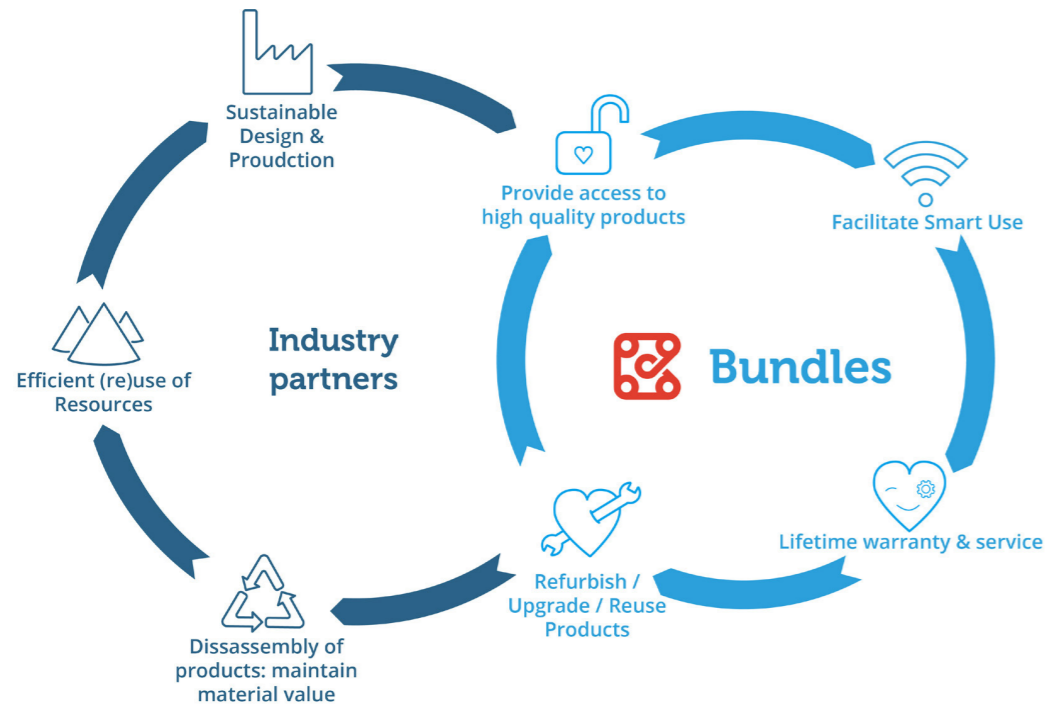 Sustainable
Design &
Proudction
Provide access to
high quality products
Facilitate Smart Use
Industry
partners
Bundles
Efficient (re)use of
Resources
Lifetime warranty & service
Refurbish /
Upgrade / Reuse
Products
Dissassembly of
products: maintain
material value